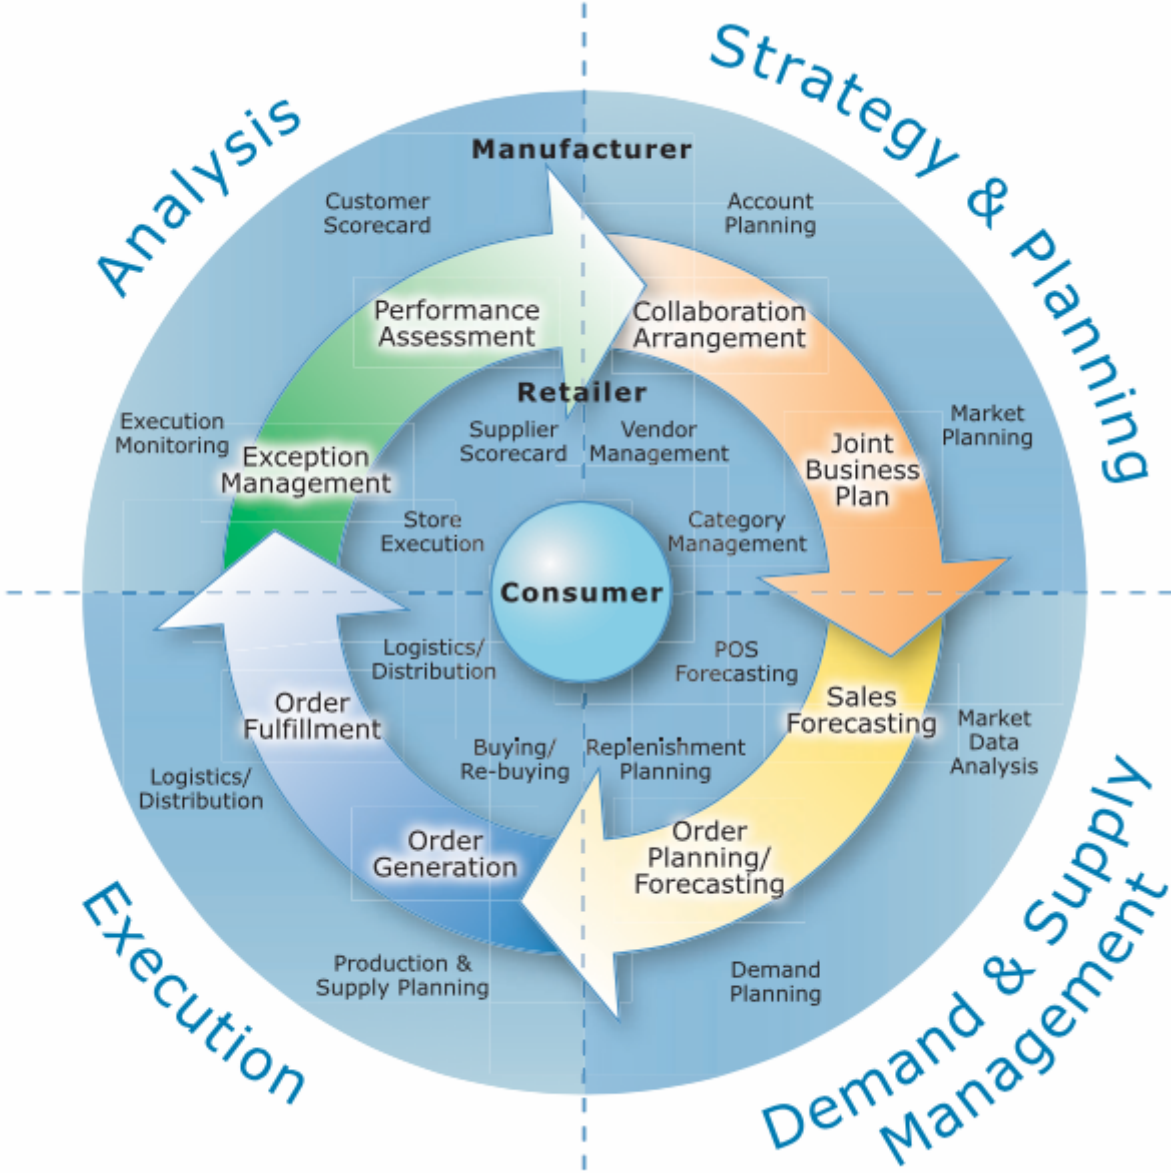 Analysis
Strategy & Planning
Manufacturer
Customer
Scorecard
Account
Planning
Performance
Assessment
Collaboration
Arrangement
Retailer
Supplier
Scorecard
Vendor
Management
Execution
Monitoring
Exception
Management
Joint
Business
Plan
Market
Planning
Store
Execution
Category
Management
Consumer
Logistics/
Distribution
POS
Forecasting
Order
Fulfillment
Sales
Forecasting
Market
Data
Analysis
Buying/
Re-buying
Replenishment
Planning
Logistics/
Distribution
Order
Generation
Order
Planning/
Forecasting
Production &
Supply Planning
Demand
Planning
Execution
Demand & Supply
Management